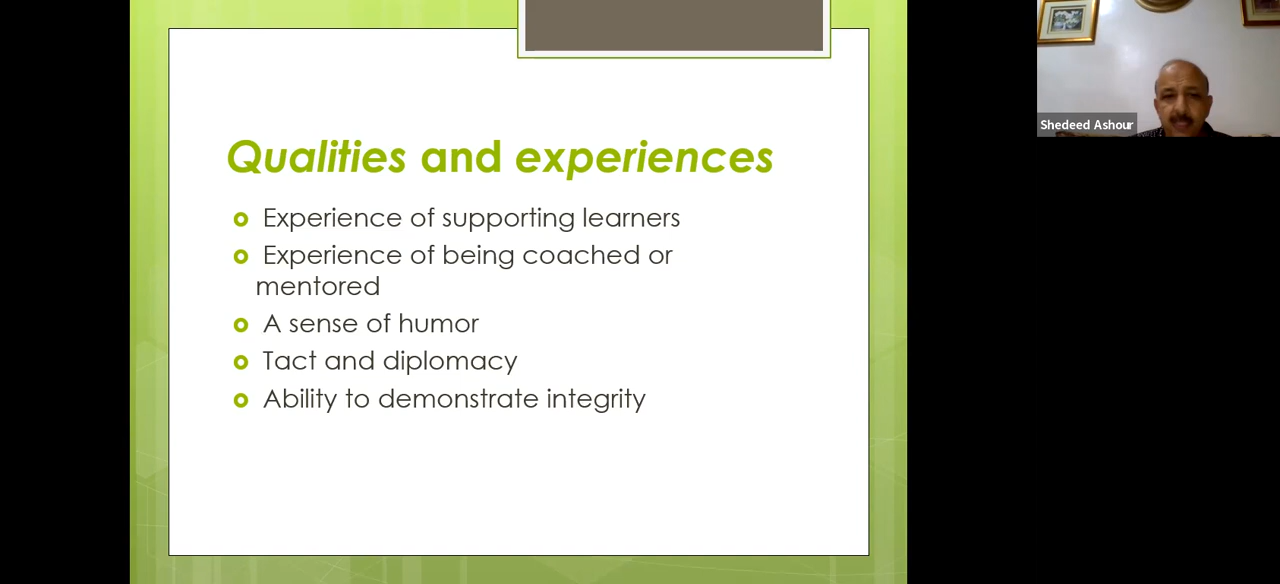 Qualities and experiences
Experience of supporting learners
Experience of being coached or
mentored
A sense of humor
Tact and diplomacy
Ability to demonstrate integrity
Shedeed Ashour